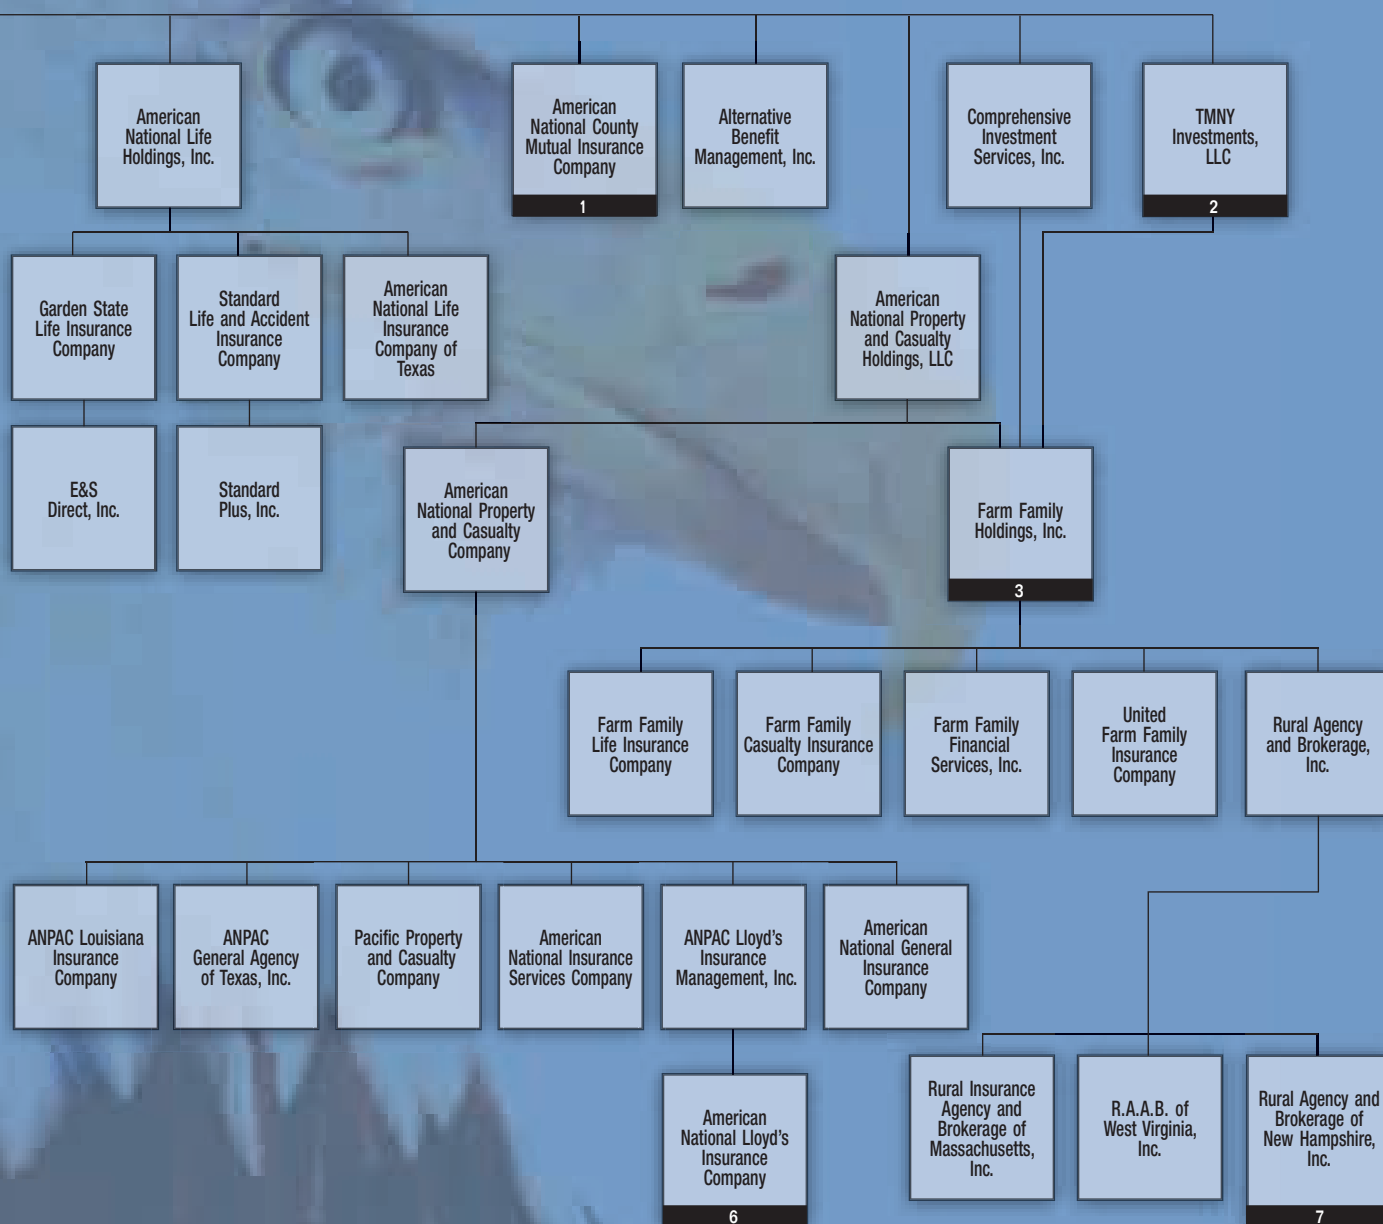 American
National Life
Holdings, Inc.
American
National County
Mutual Insurance
Company
1
Alternative
Benefit
Management, Inc.
Comprehensive
Investment
Services, Inc.
TMNY
Investments,
LLC
2
Garden State
Life Insurance
Company
Standard
Life and Accident
Insurance
Company
American
National Life
Insurance
Company of
Texas
American
National Property
and Casualty
Holdings, LLC
E&S
Direct, Inc.
Standard
Plus, Inc.
American
National Property
and Casualty
Company
Farm Family
Holdings, Inc.
3
Farm Family
Life Insurance
Company
Farm Family
Casualty Insurance
Company
Farm Family
Financial
Services, Inc.
United
Farm Family
Insurance
Company
Rural Agency
and Brokerage,
Inc.
ANPAC Louisiana
Insurance
Company
ANPAC
General Agency
of Texas, Inc.
Pacific Property
and Casualty
Company
American
National Insurance
Services Company
ANPAC Lloyd's
Insurance
Management, Inc.
American
National General
Insurance
Company
American
National Lloyd's
Insurance
Company
6
Rural Insurance
Agency and
Brokerage of
Massachusetts,
Inc.
R.A.A.B. of
West Virginia,
Inc.
Rural Agency and
Brokerage of
New Hampshire,
Inc.
7